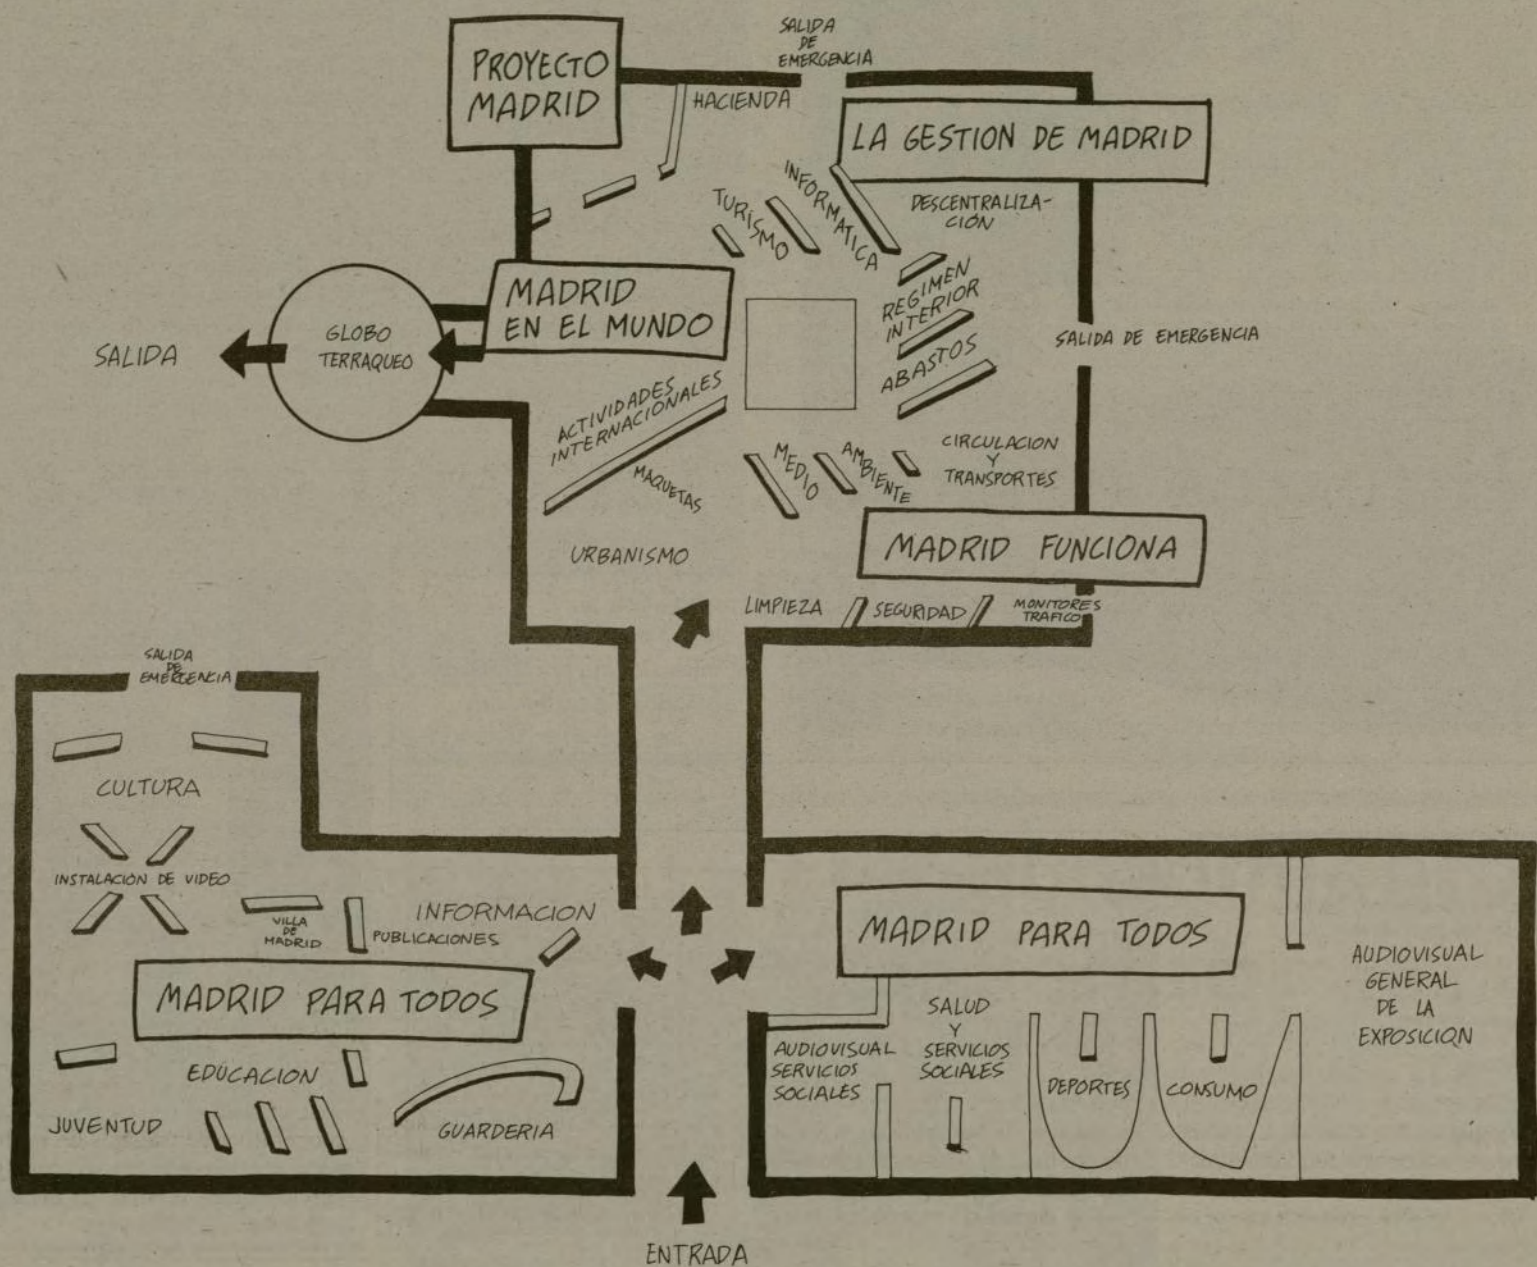 SALIDA
DE
EMERGENCIA
PROYECTO
MADRID
HACIENDA
LA GESTION DE MADRID
INFORMATICA
TURISMO
DESCENTRALIZA-
CIÓN
REGIMEN
INTERIOR
MADRID
EN EL MUNDO
GLOBO
TERRAQUEO
SALIDA
SALIDA DE EMERGENCIA
ABASTOS
ACTIVIDADES
INTERNACIONALES
MAQUETAS
MEDIO AMBIENTE
CIRCULACION
Y
TRANSPORTES
URBANISMO
MADRID FUNCIONA
LIMPIEZA
SEGURIDAD
MONITORES
TRAFICO
SALIDA
DE
EMERGENCIA
CULTURA
INSTALACIÓN DE VIDEO
VILLA
DE
MADRID
INFORMACION
PUBLICACIONES
MADRID PARA TODOS
EDUCACION
JUVENTUD
GUARDERIA
MADRID PARA TODOS
AUDIOVISUAL
GENERAL
DE LA
EXPOSICION
AUDIOVISUAL
SERVICIOS
SOCIALES
SALUD
Y
SERVICIOS
SOCIALES
DEPORTES
CONSUMO
ENTRADA